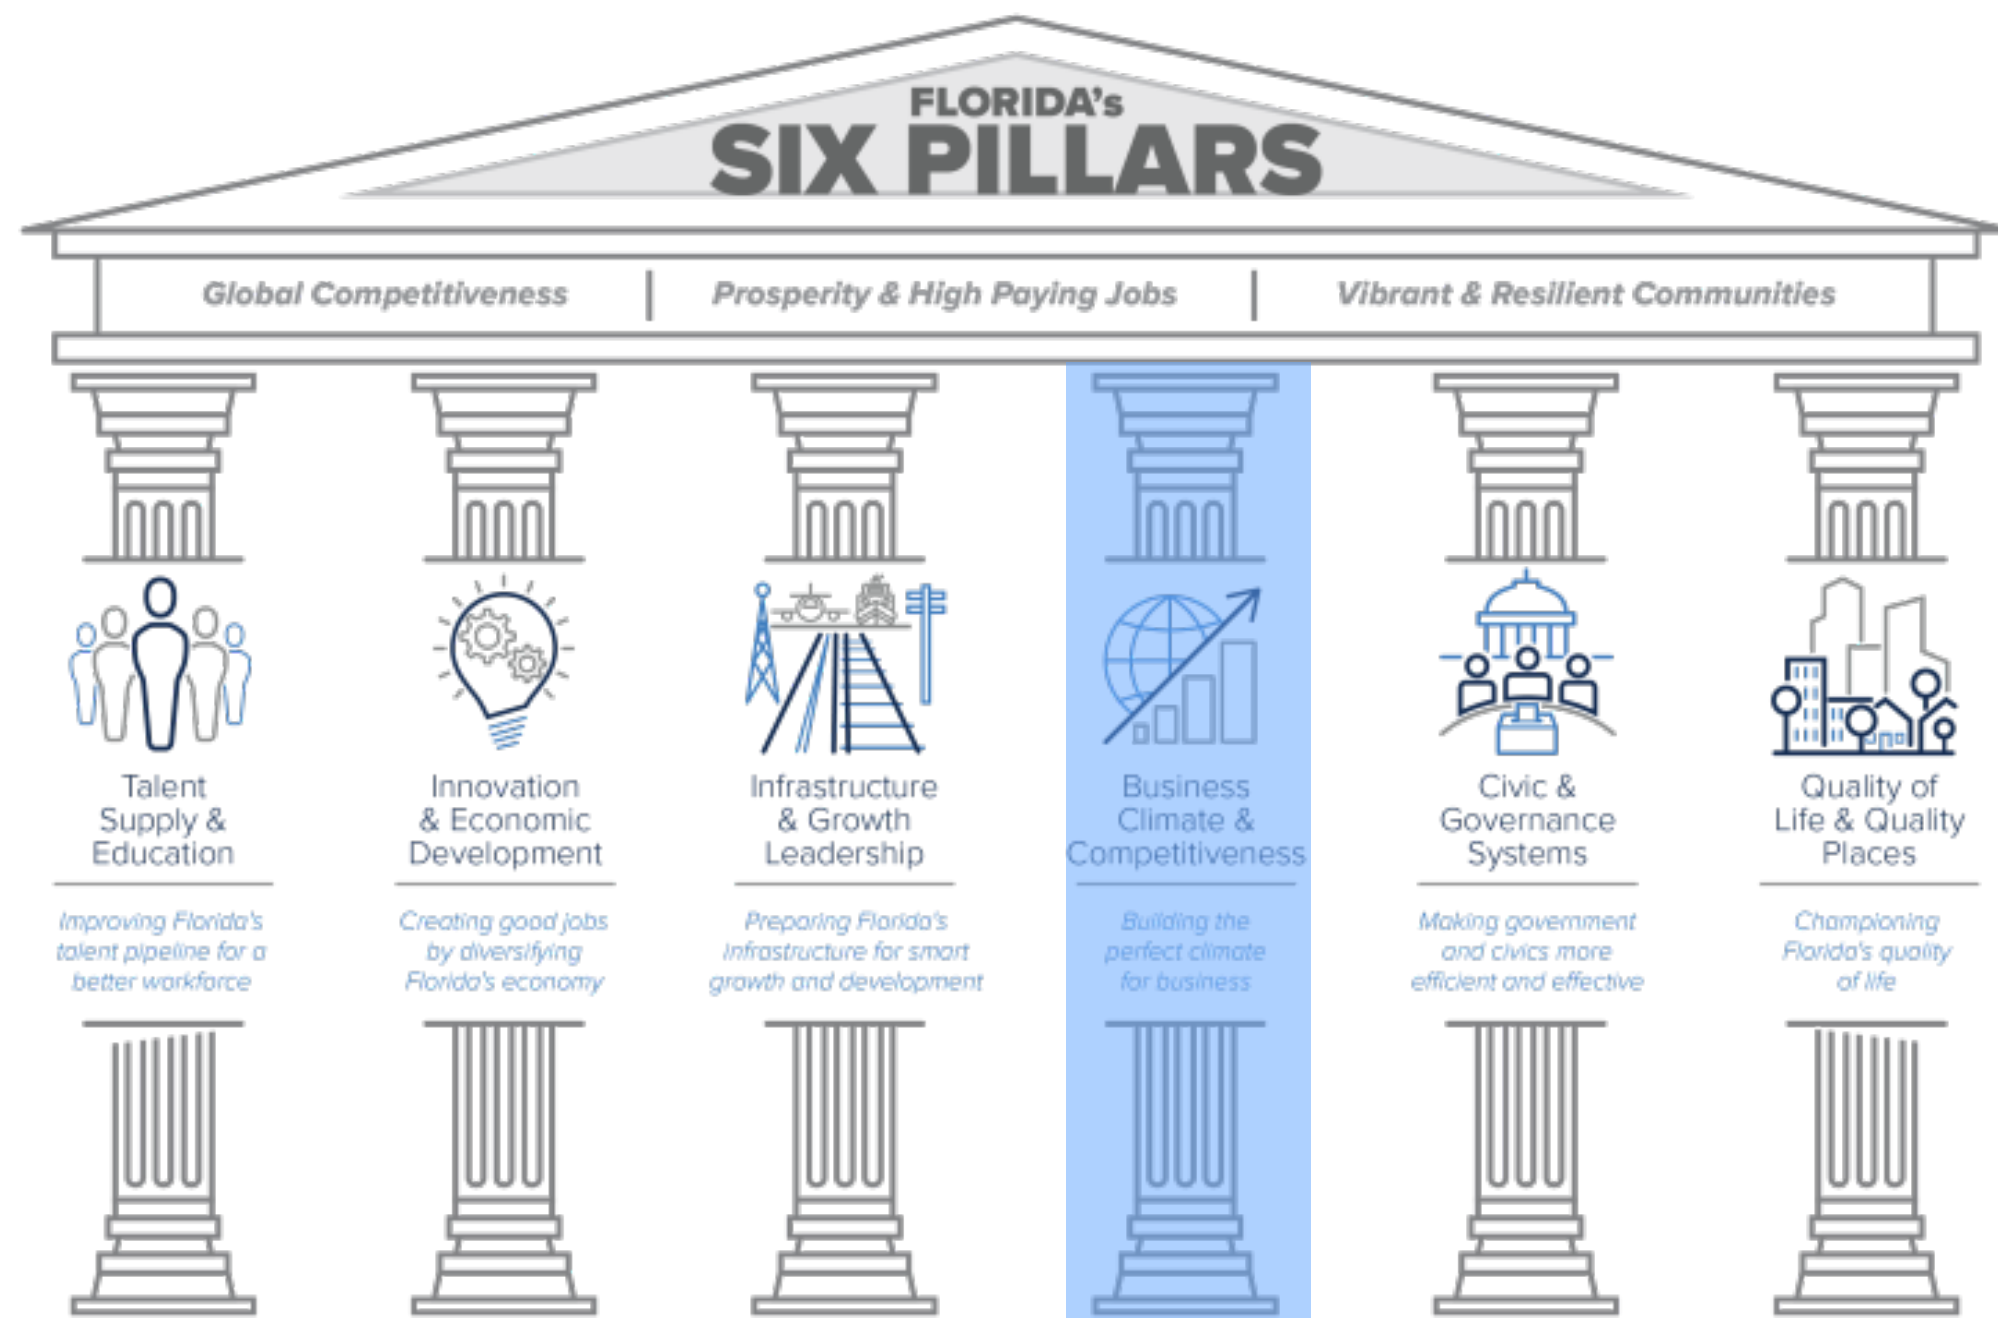 FLORIDA's
SIX PILLARS
Global Competitiveness
Prosperity & High Paying Jobs
Vibrant & Resilient Communities
Talent
Supply &
Education
Improving Florida's
talent pipeline for a
better workforce
Innovation
& Economic
Development
Creating good jobs
by diversifying
Florida's economy
Infrastructure
& Growth
Leadership
Preparing Florida's
infrastructure for smart
growth and development
Business
Climate &
Competitiveness
Building the
perfect climate
for business
Civic &
Governance
Systems
Making government
and civics more
efficient and effective
Quality of
Life & Quality
Places
Championing
Florida's quality
of life